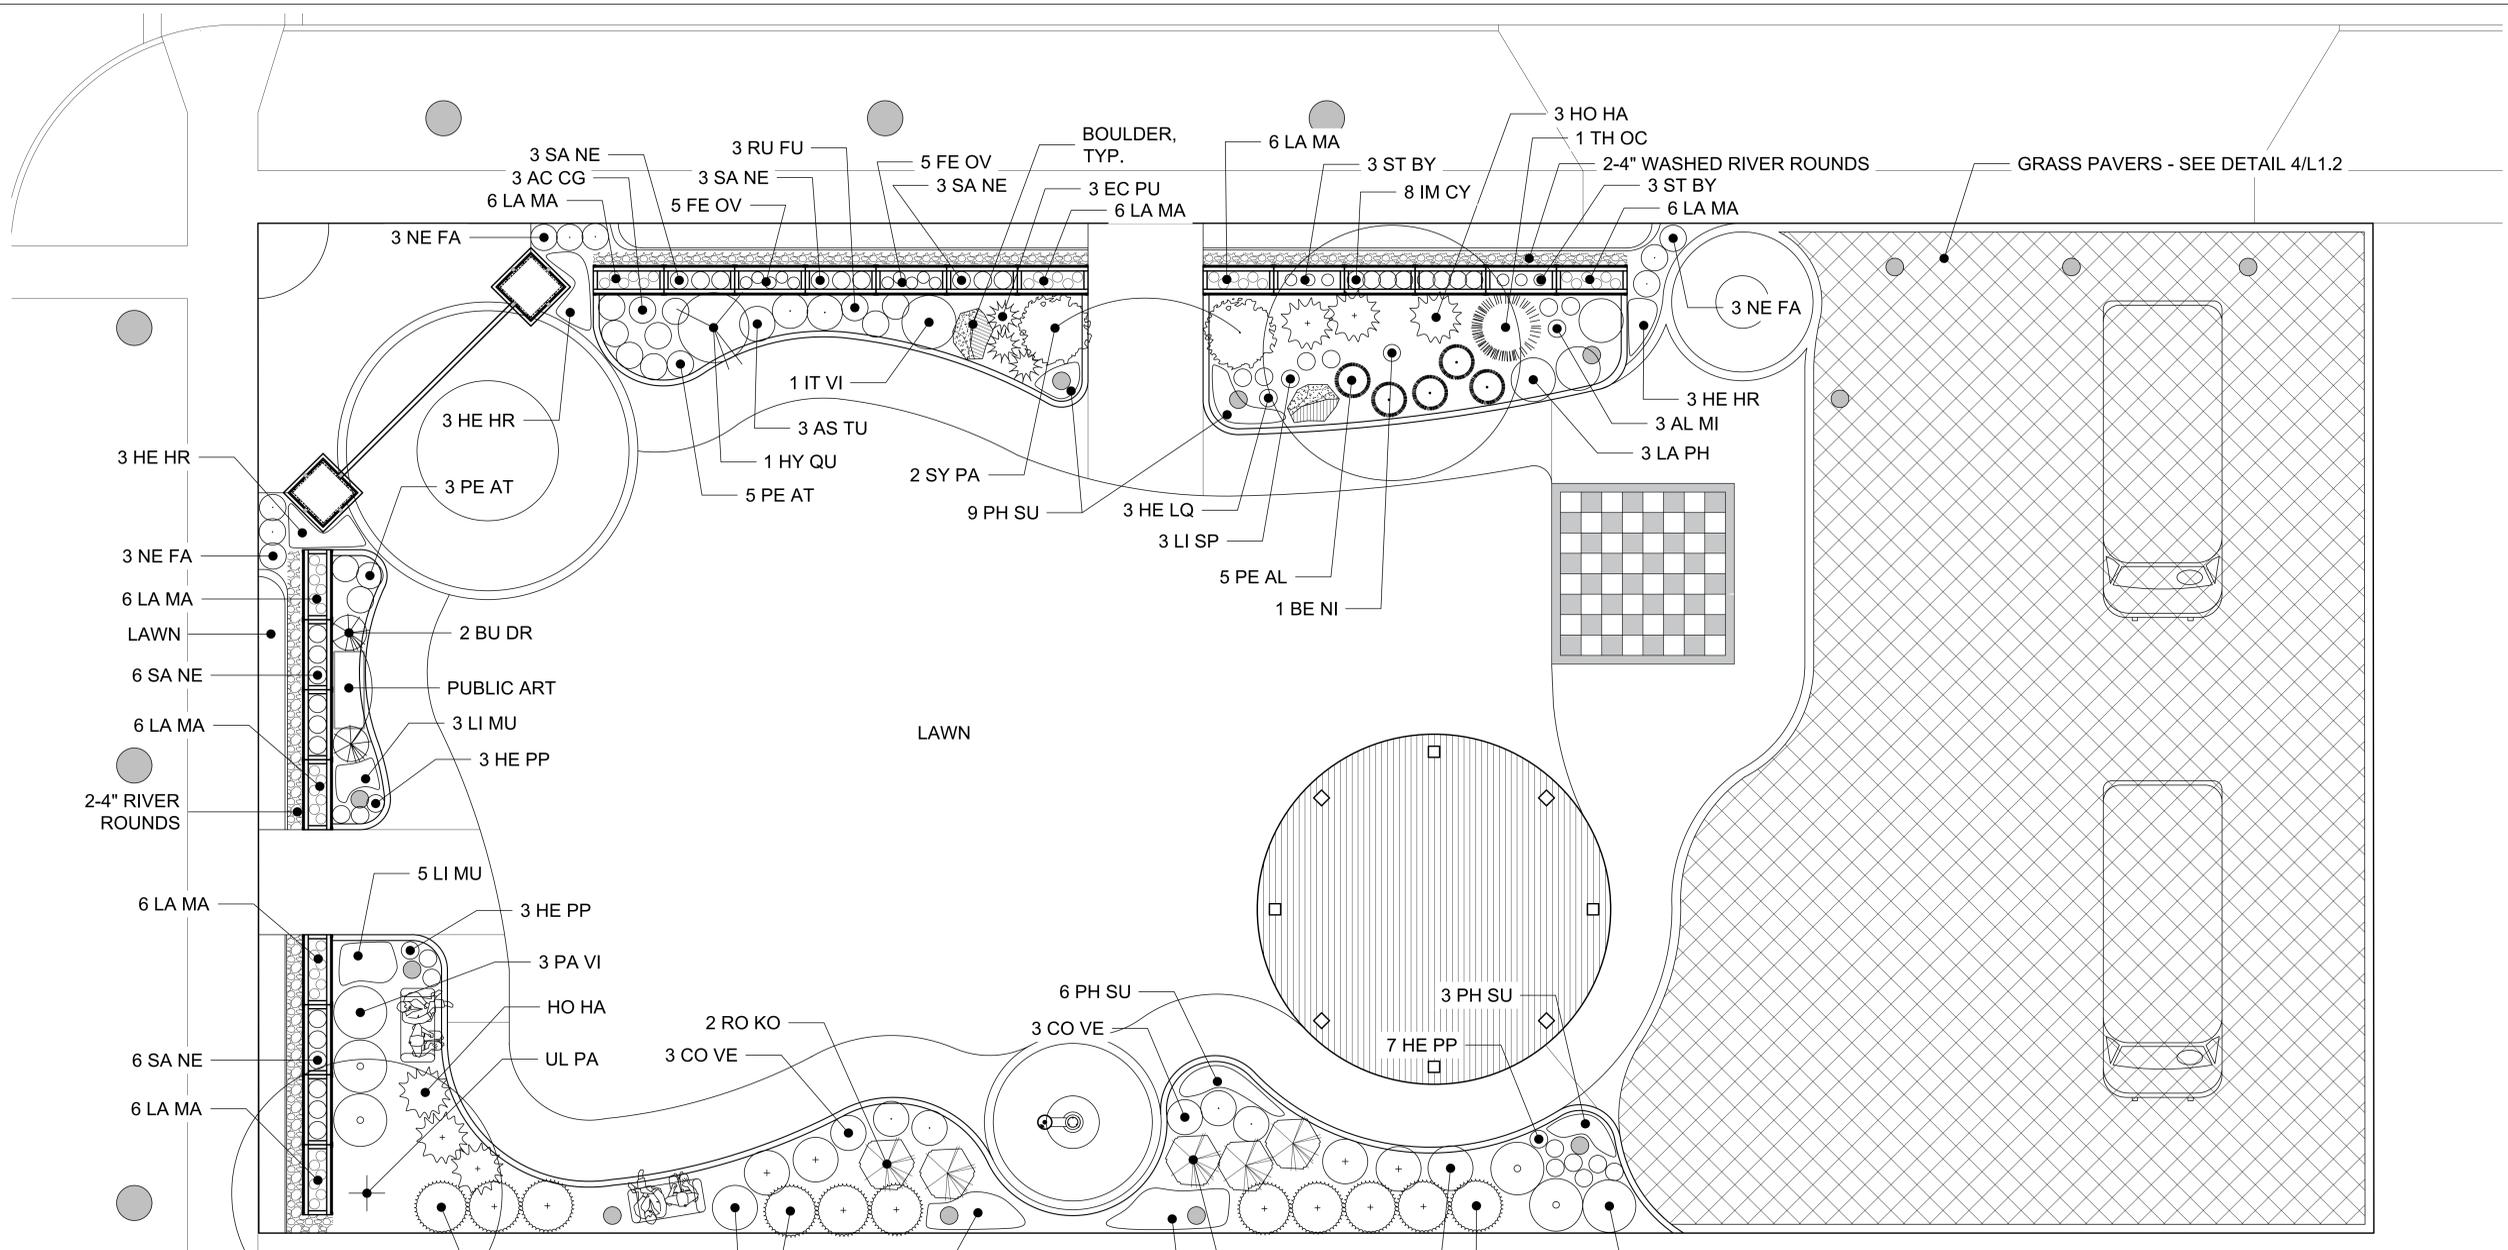 3 HO HA
BOULDER,
TYP.
6 LA MA
1 TH OC
3 SA NE
3 RU FU
5 FE OV
3 ST BY
2-4" WASHED RIVER ROUNDS
GRASS PAVERS - SEE DETAIL 4/L1.2
3 AC CG
3 SA NE
3 SA NE
3 EC PU
8 IM CY
3 ST BY
6 LA MA
5 FE OV
6 LA MA
6 LA MA
3 NE FA
3 NE FA
1 IT VI
3 HE HR
3 HE HR
3 AS TU
3 AL MI
3 HE HR
1 HY QU
3 LA PH
2 SY PA
3 PE AT
5 PE AT
9 PH SU
3 HE LQ
3 LI SP
3 NE FA
5 PE AL
6 LA MA
1 BE NI
LAWN
2 BU DR
6 SA NE
PUBLIC ART
6 LA MA
3 LI MU
LAWN
3 HE PP
2-4" RIVER
ROUNDS
5 LI MU
6 LA MA
3 HE PP
3 PA VI
HO HA
6 PH SU
3 PH SU
2 RO KO
3 CO VE
7 HE PP
3 CO VE
6 SA NE
UL PA
6 LA MA